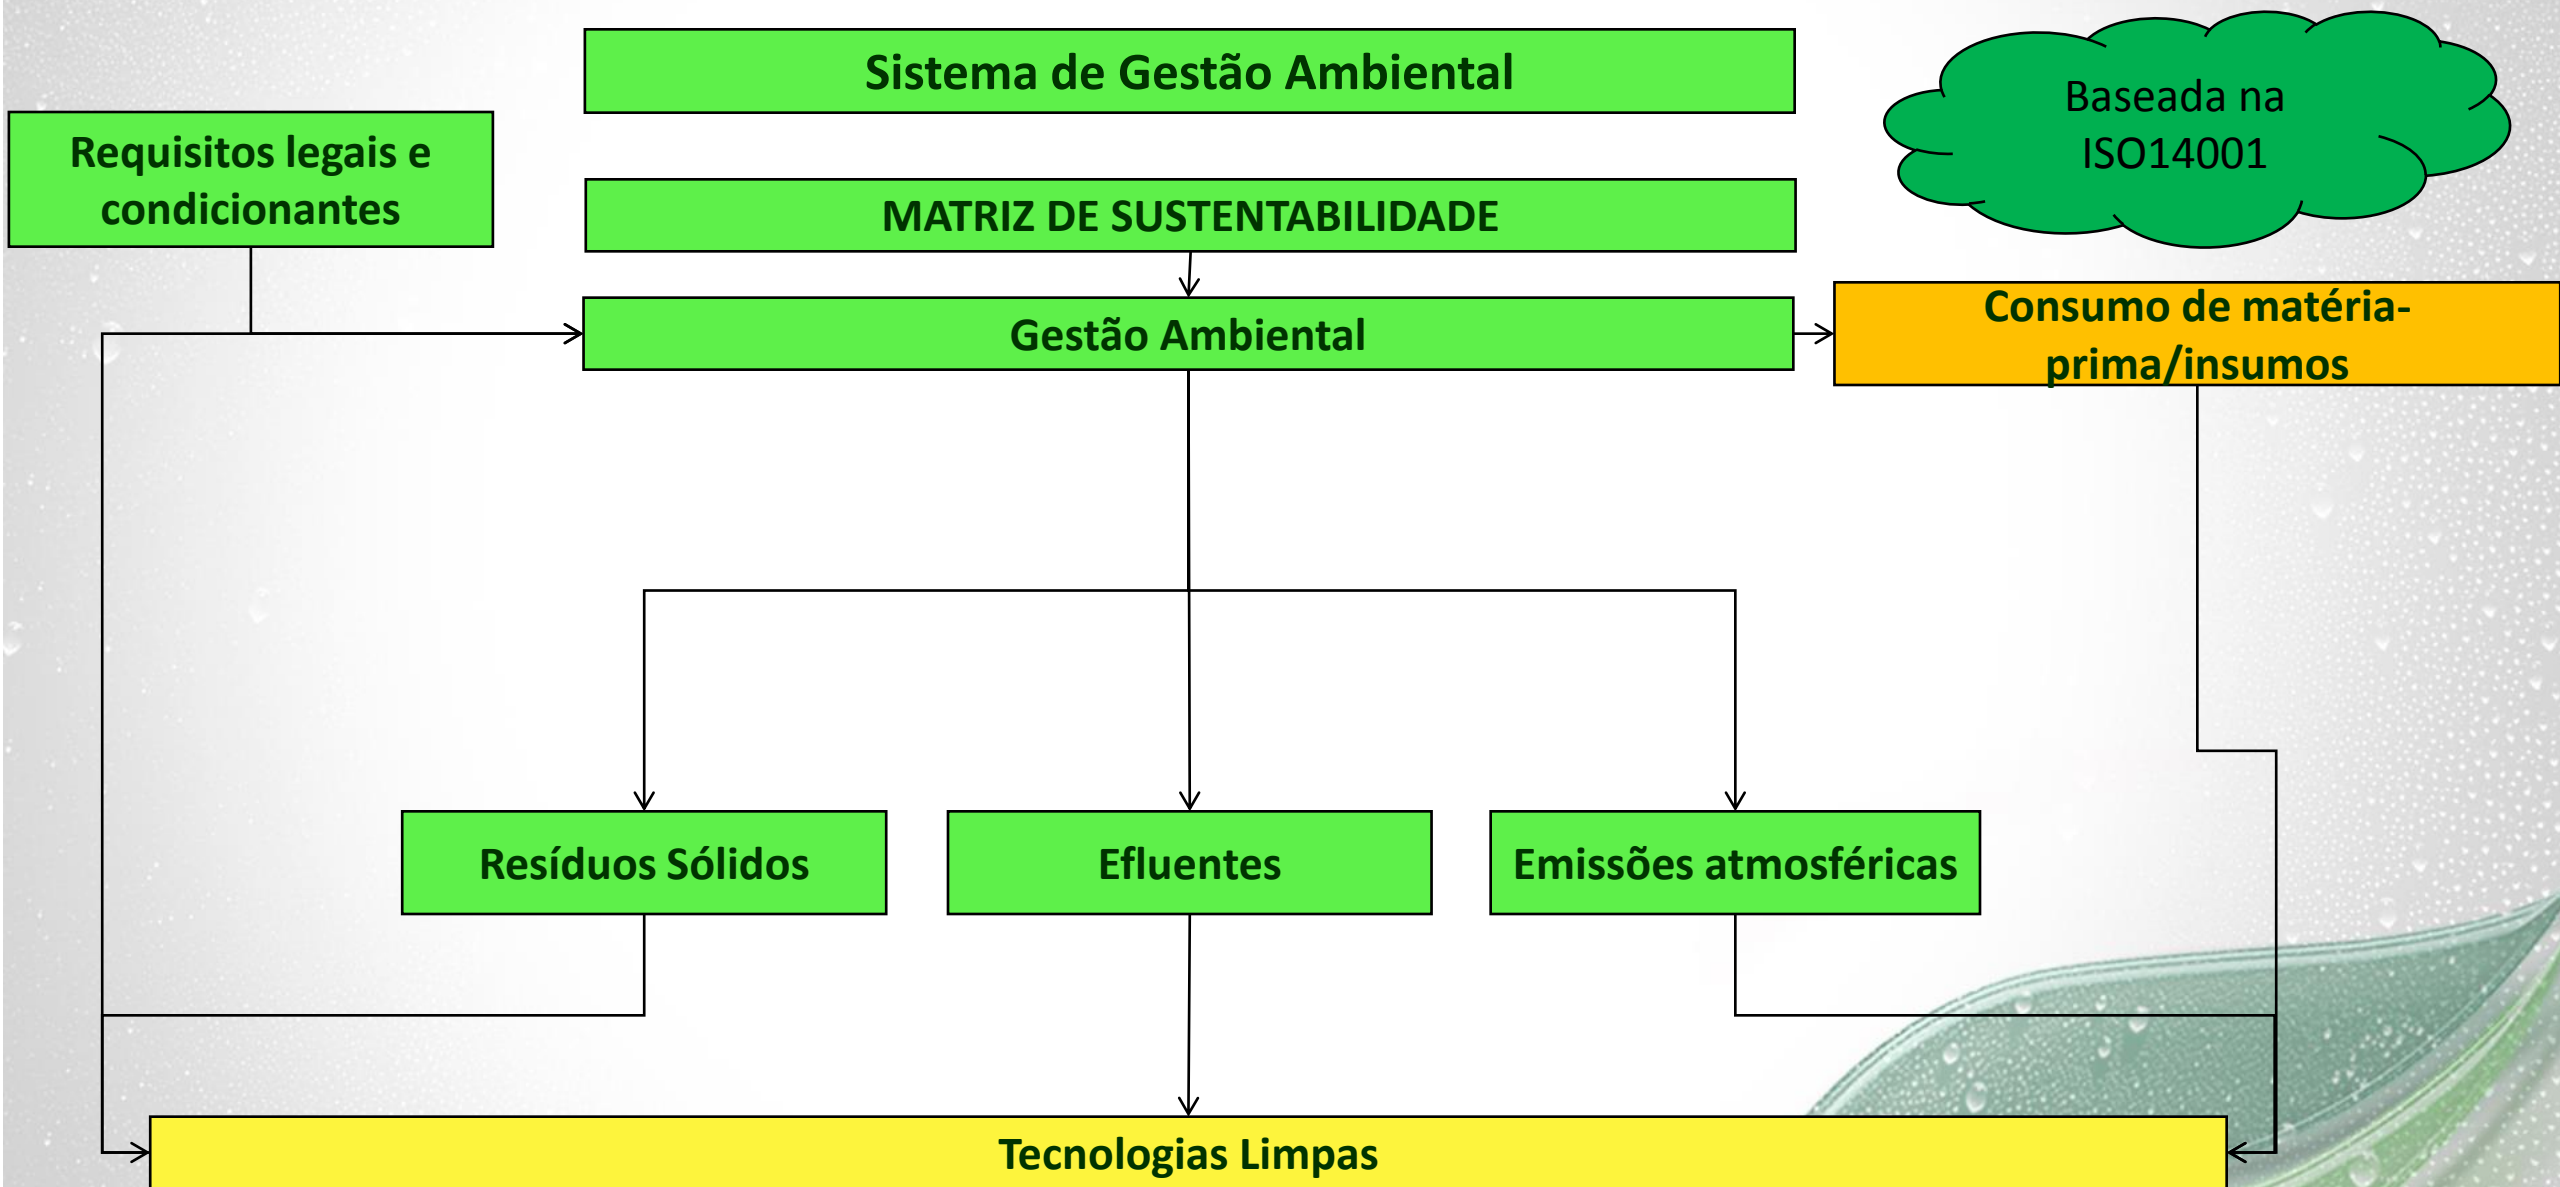 Sistema de Gestão Ambiental
Baseada na
ISO14001
Requisitos legais e
condicionantes
MATRIZ DE SUSTENTABILIDADE
Gestão Ambiental
Consumo de matéria-
prima/insumos
Resíduos Sólidos
Efluentes
Emissões atmosféricas
Tecnologias Limpas